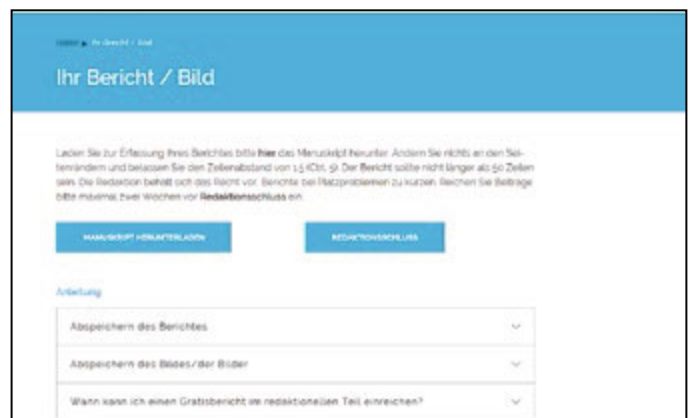 Home ▶ Ihr Bericht / Bild
Ihr Bericht / Bild
Laden Sie zur Erfassung Ihres Berichtes bitte hier das Manuskript herunter. Ändern Sie nichts an den Sei-
tenrändern und belassen Sie den Zeilenabstand von 1.5 (Ctrl. 5). Der Bericht sollte nicht länger als 50 Zeilen
sein. Die Redaktion behält sich das Recht vor, Berichte bei Platzproblemen zu kürzen. Reichen Sie Beiträge
bitte maximal zwei Wochen vor Redaktionsschluss ein.
MANUSKRIPT HERUNTERLADEN
REDAKTIONSSCHLUSS
Anleitung
Abspeichern des Berichtes
Abspeichern des Bildes/der Bilder
Wann kann ich einen Gratisbericht im redaktionellen Teil einreichen?